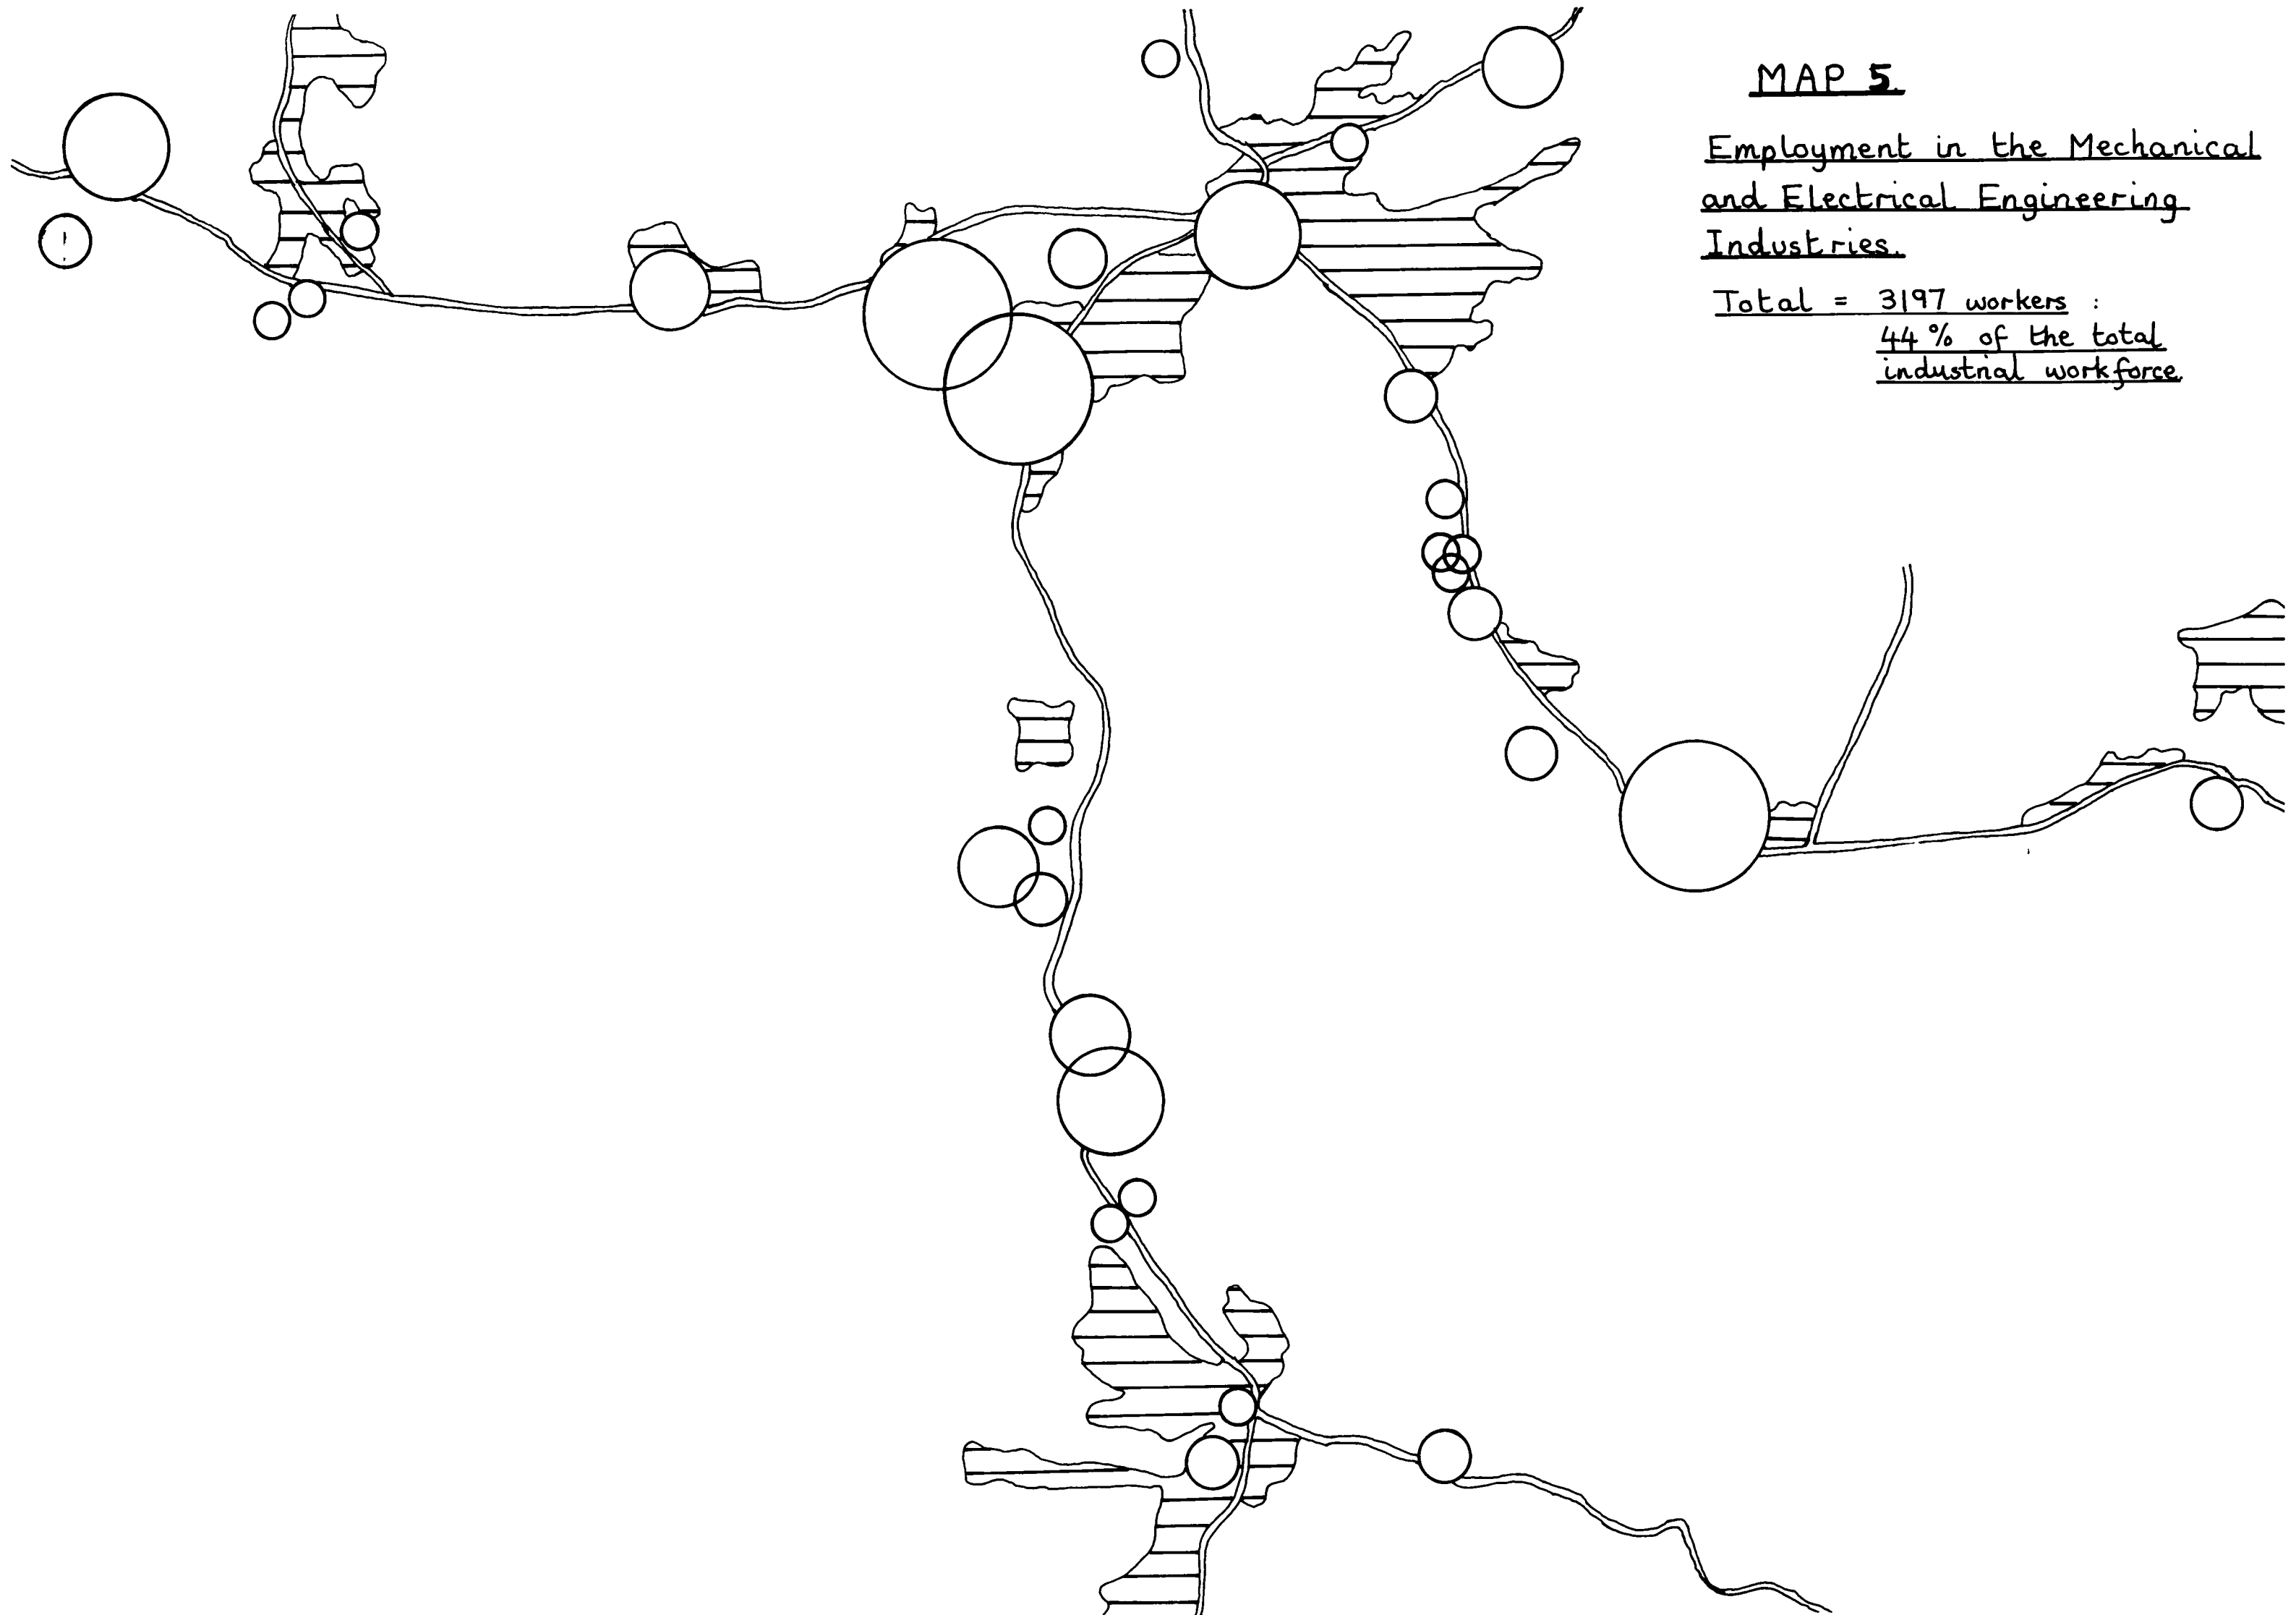 MAP 5.
Employment in the Mechanical
and Electrical Engineering
Industries.
Total = 3197 workers :
44% of the total
industrial workforce.